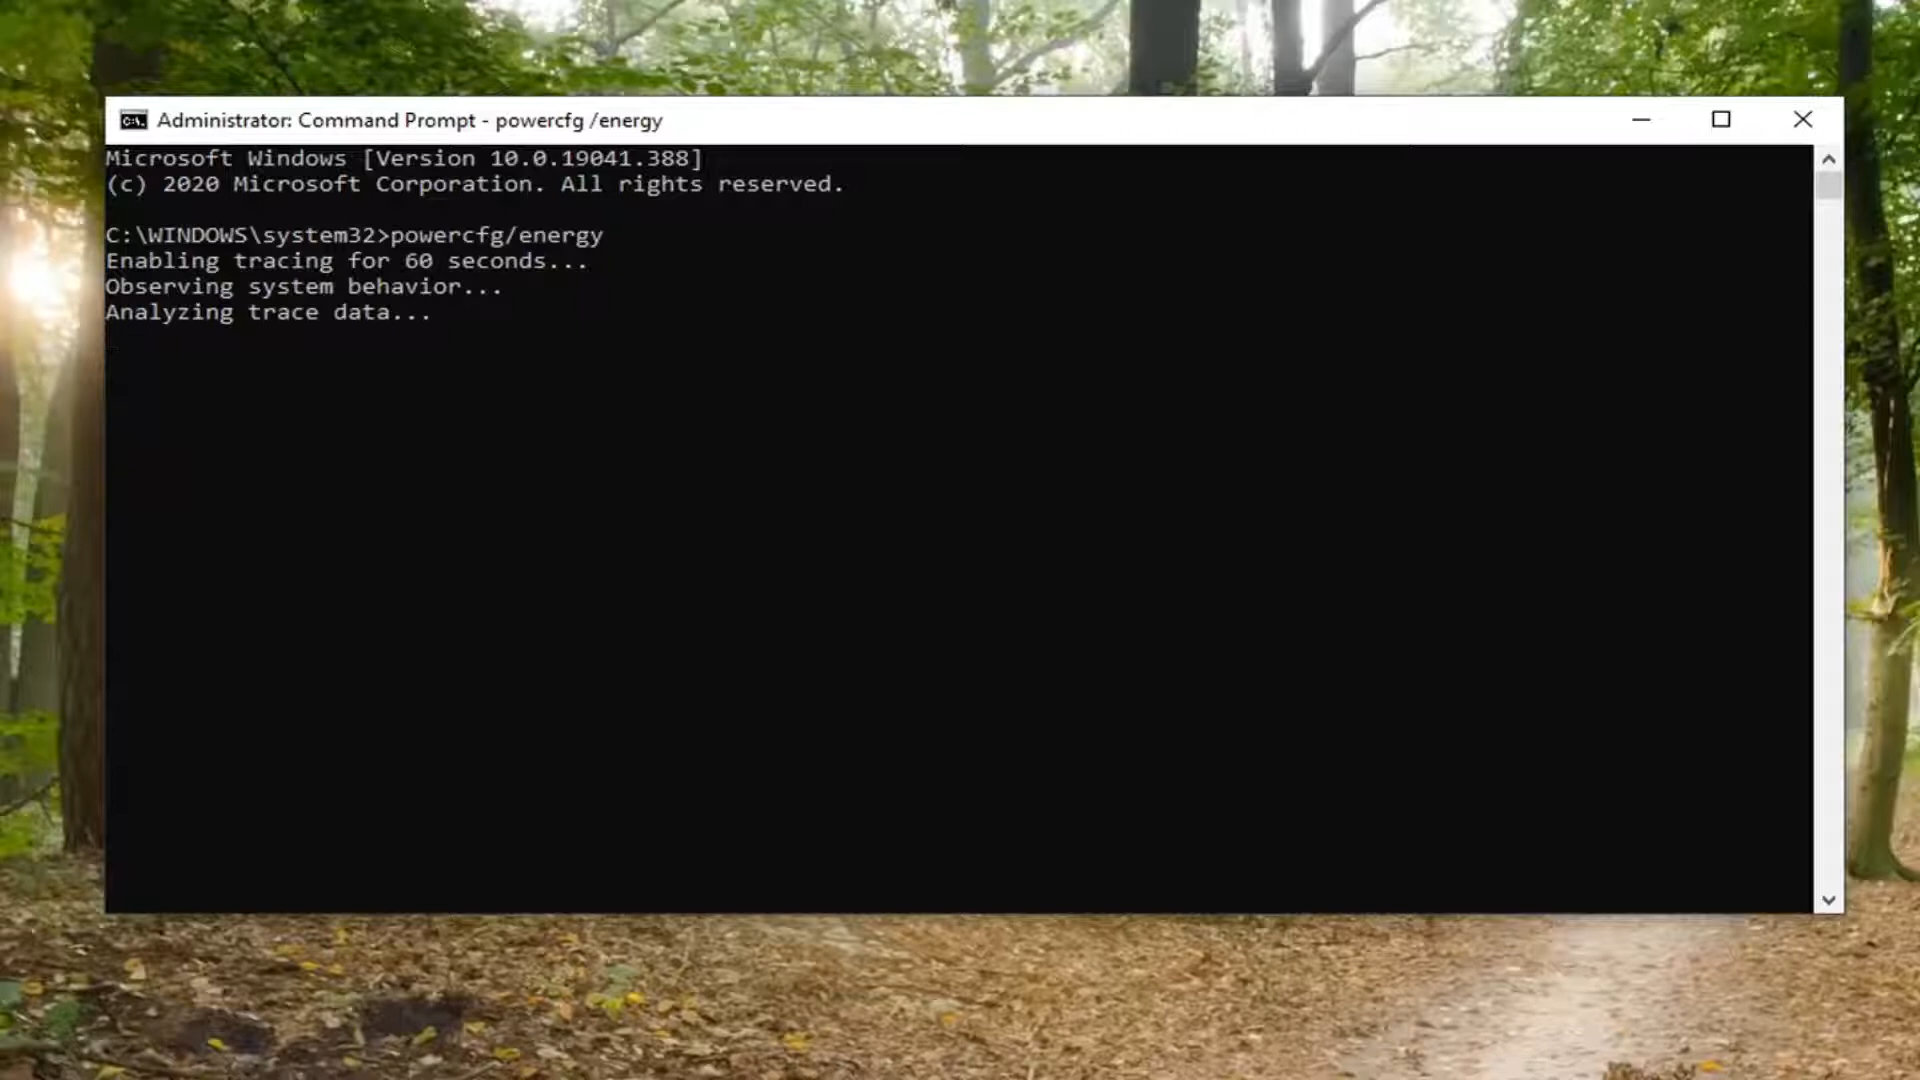 Administrator: Command Prompt - powercfg /energy
Microsoft Windows [Version 10.0.19041.388]
(c) 2020 Microsoft Corporation. All rights reserved.
C:\WINDOWS\system32>powercfg/energy
Enabling tracing for 60 seconds...
Observing system behavior...
Analyzing trace data...